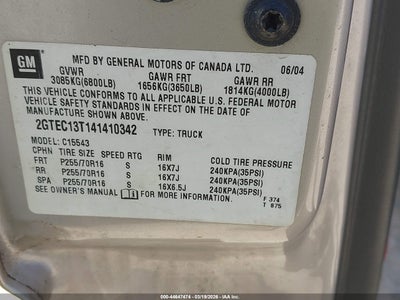 GM
MFD BY GENERAL MOTORS OF CANADA LTD. 06/04
GVWR GAWR FRT GAWR RR
3085KG(6800LB) 1656KG(3650LB) 1814KG(4000LB)
THIS VEHICLE CONFORMS TO ALL APPLICABLE U.S. FEDERAL MOTOR
VEHICLE SAFETY STANDARDS IN EFFECT ON THE DATE OF
MANUFACTURE SHOWN ABOVE.
2GTEC13T141410342 TYPE: TRUCK
MODEL: C15543
CPHN TIRE SIZE SPEED RTG RIM COLD TIRE PRESSURE
FRT P255/70R16 S 16X7J 240KPA(35PSI)
RR P255/70R16 S 16X7J 240KPA(35PSI)
SPA P255/70R16 S 16X6.5J 240KPA(35PSI)
SEE OWNER'S MANUAL FOR MORE INFORMATION.
F 374
T 875
000-44647474 - 03/19/2026 - IAA Inc.